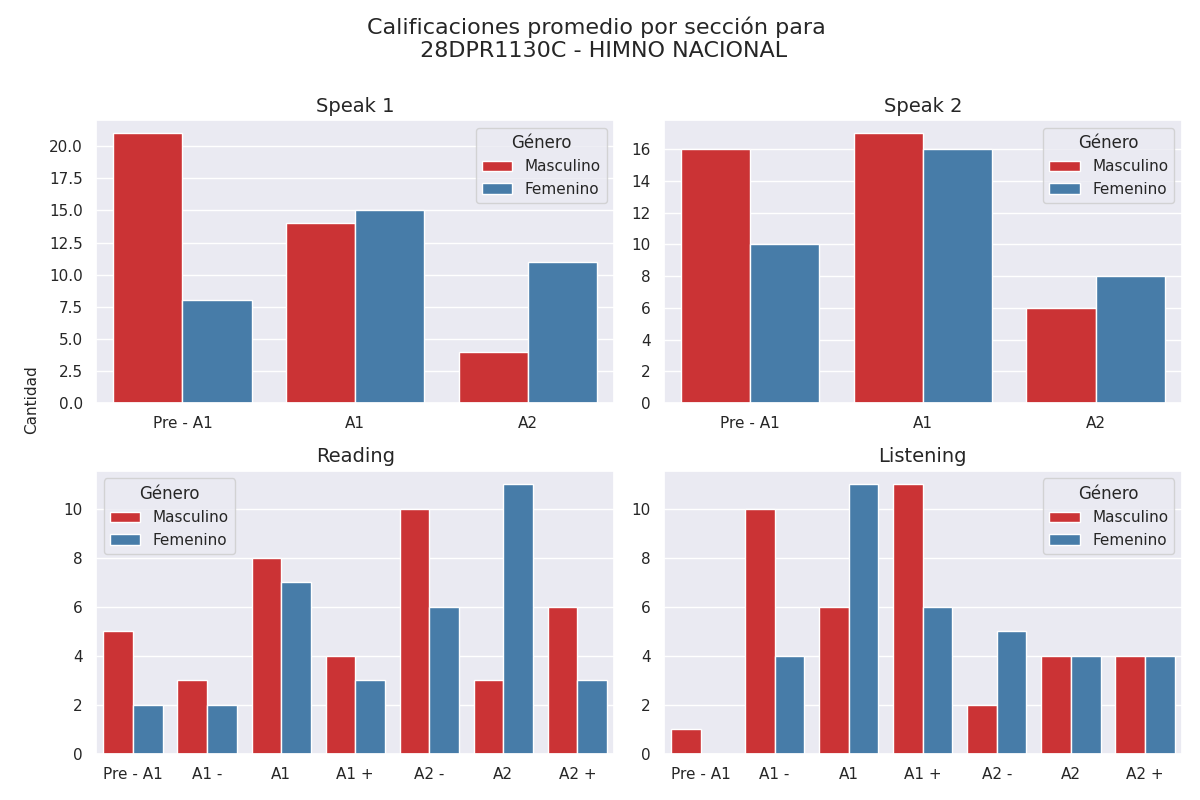 Calificaciones promedio por sección para
28DPR1130C - HIMNO NACIONAL
Cantidad
Speak 1
20.0
17.5
15.0
12.5
10.0
7.5
5.0
2.5
0.0
Género
Masculino
Femenino
Pre - A1 A1 A2
Speak 2
16
14
12
10
8
6
4
2
0
Género
Masculino
Femenino
Pre - A1 A1 A2
Reading
10
8
6
4
2
0
Género
Masculino
Femenino
Pre - A1 A1 - A1 A1 + A2 - A2 A2 +
Listening
10
8
6
4
2
0
Género
Masculino
Femenino
Pre - A1 A1 - A1 A1 + A2 - A2 A2 +